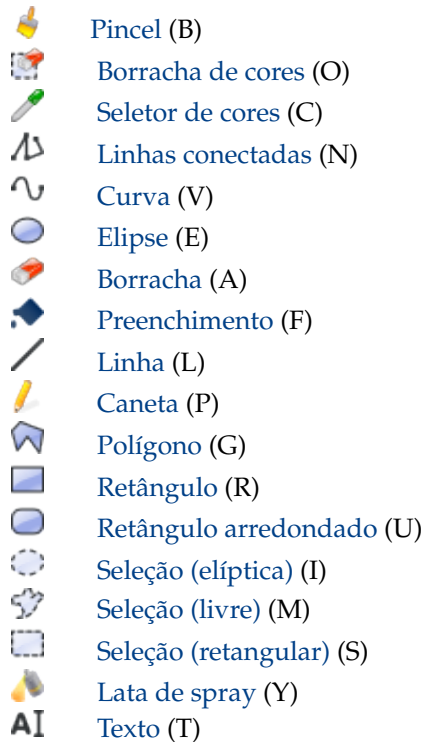 Pincel (B)
Borracha de cores (O)
Seletor de cores (C)
Linhas conectadas (N)
Curva (V)
Elipse (E)
Borracha (A)
Preenchimento (F)
Linha (L)
Caneta (P)
Polígono (G)
Retângulo (R)
Retângulo arredondado (U)
Seleção (elíptica) (I)
Seleção (livre) (M)
Seleção (retangular) (S)
Lata de spray (Y)
AI Texto (T)